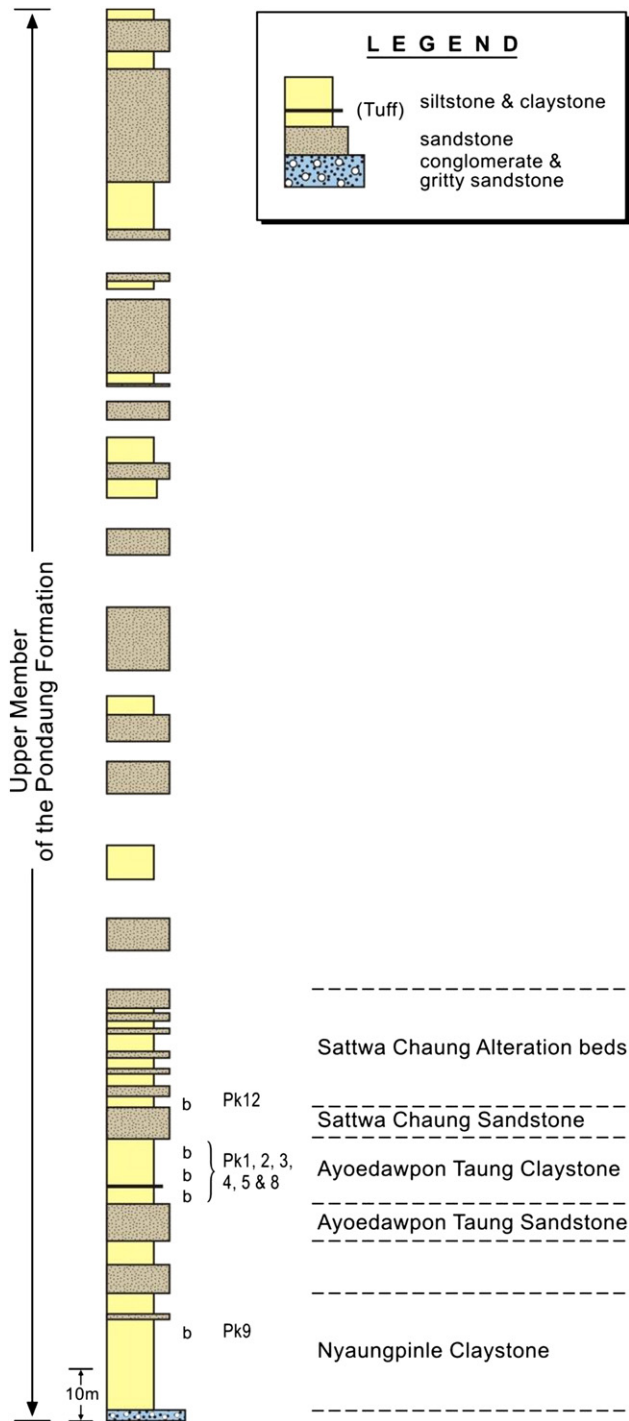 L E G E N D
(Tuff)
siltstone & claystone
sandstone
conglomerate &
gritty sandstone
Upper Member
of the Pondaung Formation
Sattwa Chaung Alteration beds
b Pk12
Sattwa Chaung Sandstone
b
b
b
Pk1, 2, 3,
4, 5 & 8
Ayoedawpon Taung Claystone
Ayoedawpon Taung Sandstone
b Pk9
Nyaungpinle Claystone
10m